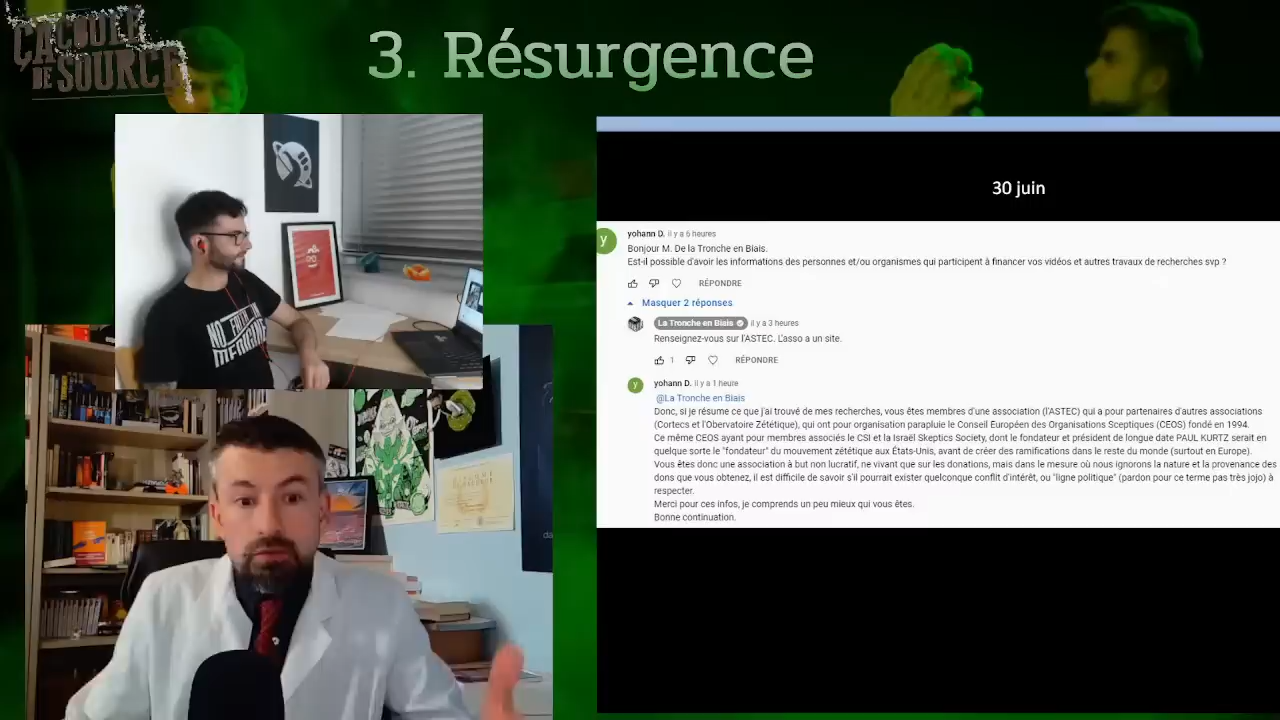 ÇA COULE
DE SOURCE
3. Résurgence
NO
MEN
30 juin
y
yohann D. il y a 6 heures
Bonjour M. De la Tronche en Biais.
Est-il possible d'avoir les informations des personnes et/ou organismes qui participent à financer vos vidéos et autres travaux de recherches svp ?
RÉPONDRE
Masquer 2 réponses
La Tronche en Biais il y a 3 heures
Renseignez-vous sur l'ASTEC. L'asso a un site.
1 RÉPONDRE
y
yohann D. il y a 1 heure
@La Tronche en Biais
Donc, si je résume ce que j'ai trouvé de mes recherches, vous êtes membres d'une association (l'ASTEC) qui a pour partenaires d'autres associations
(Cortecs et l'Obervatoire Zététique), qui ont pour organisation parapluie le Conseil Européen des Organisations Sceptiques (CEOS) fondé en 1994.
Ce même CEOS ayant pour membres associés le CSI et la Israël Skeptics Society, dont le fondateur et président de longue date PAUL KURTZ serait en
quelque sorte le "fondateur" du mouvement zététique aux États-Unis, avant de créer des ramifications dans le reste du monde (surtout en Europe).
Vous êtes donc une association à but non lucratif, ne vivant que sur les donations, mais dans le mesure où nous ignorons la nature et la provenance des
dons que vous obtenez, il est difficile de savoir s'il pourrait exister quelconque conflit d'intérêt, ou "ligne politique" (pardon pour ce terme pas très jojo) à
respecter.
Merci pour ces infos, je comprends un peu mieux qui vous êtes.
Bonne continuation.